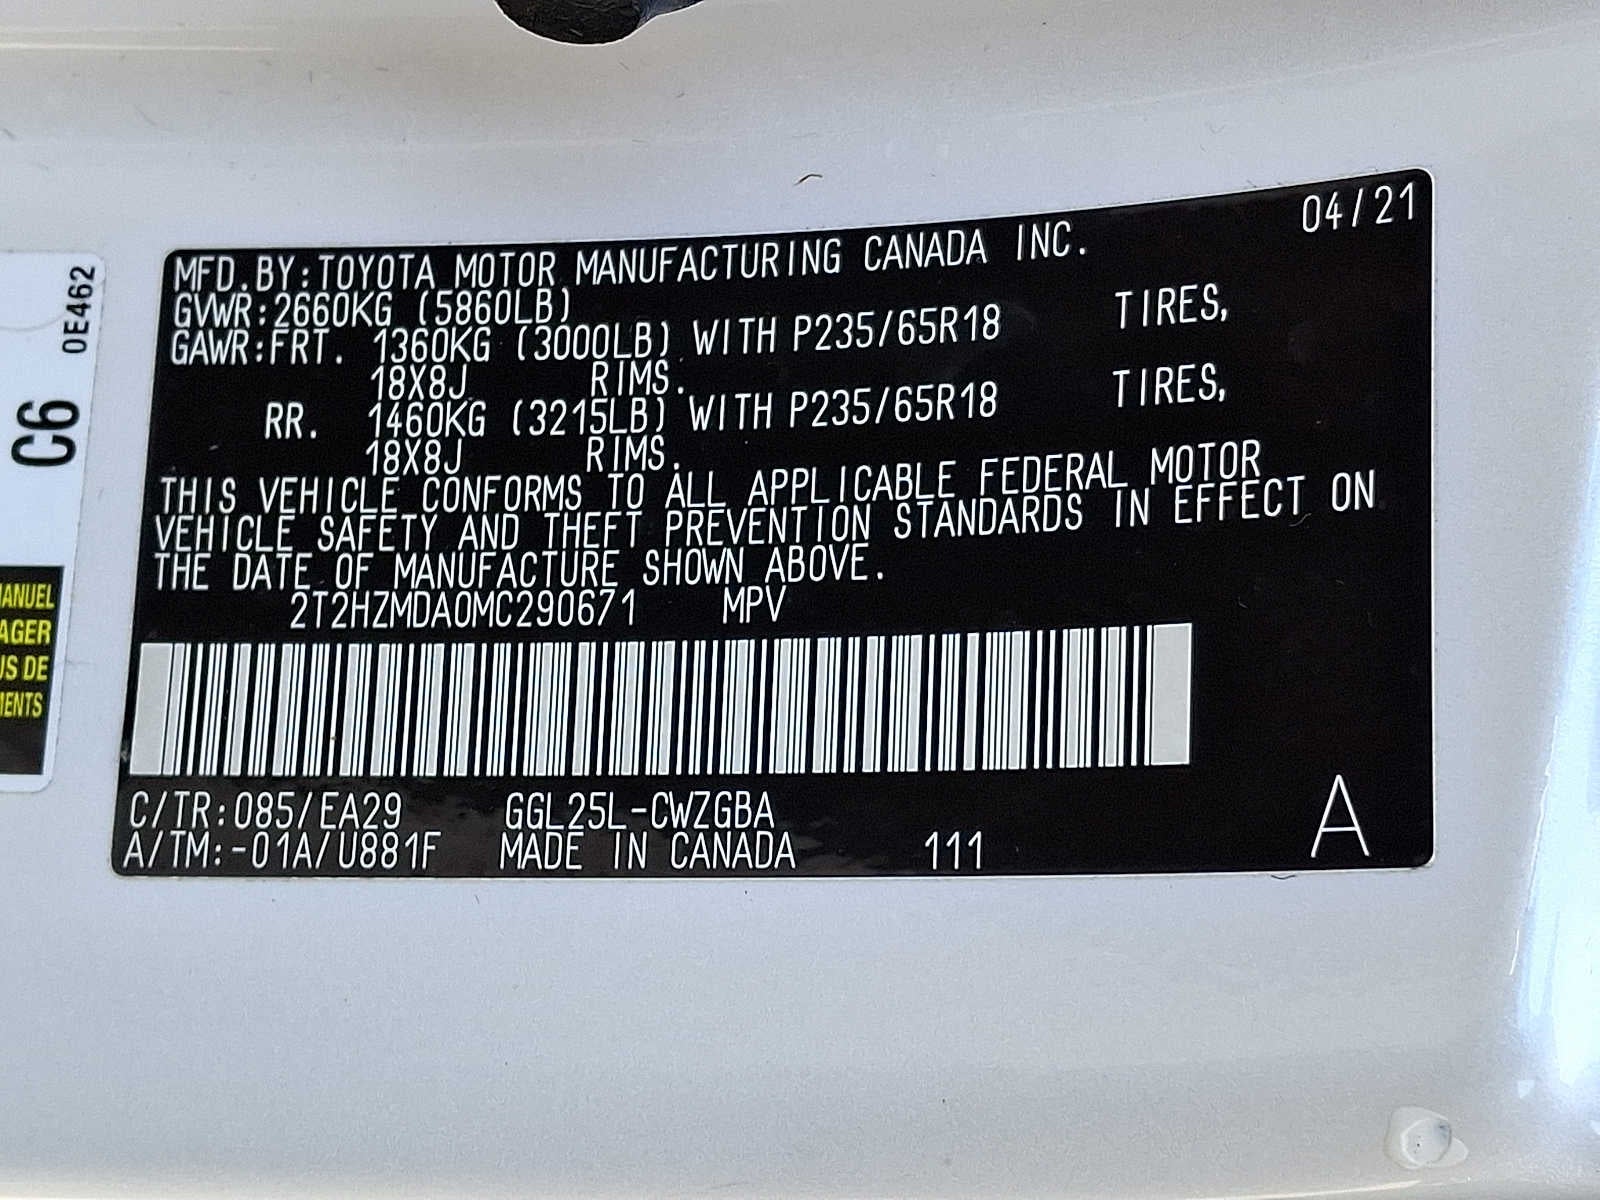 04/21
MFD.BY:TOYOTA MOTOR MANUFACTURING CANADA INC.
GVWR:2660KG (5860LB)
GAWR:FRT. 1360KG (3000LB) WITH P235/65R18 TIRES,
18X8J RIMS.
RR. 1460KG (3215LB) WITH P235/65R18 TIRES,
18X8J RIMS.
THIS VEHICLE CONFORMS TO ALL APPLICABLE FEDERAL MOTOR
VEHICLE SAFETY AND THEFT PREVENTION STANDARDS IN EFFECT ON
THE DATE OF MANUFACTURE SHOWN ABOVE.
2T2HZMDA0MC290671 MPV
C/TR:085/EA29 GGL25L-CWZGBA
A/TM:-01A/U881F MADE IN CANADA 111
A
0E462
C6
MANUEL
AGER
US DE
MENTS